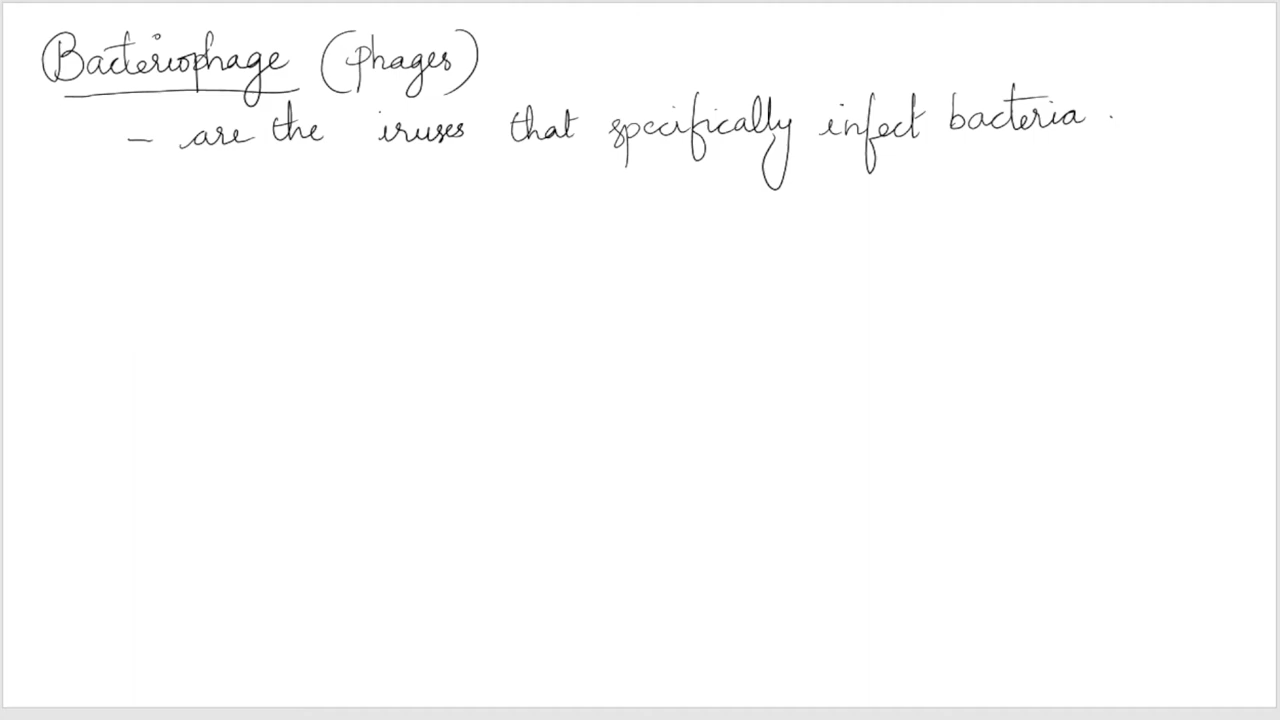 Bacteriophage (Phages)
- are the iruses that specifically infect bacteria.